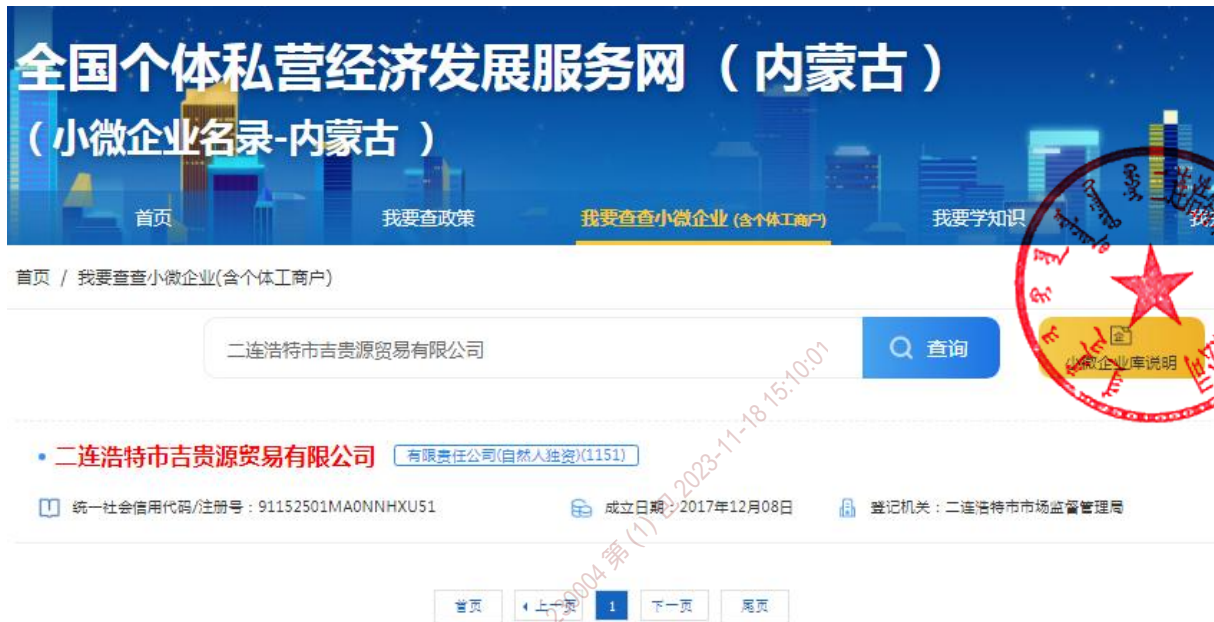 全国个体私营经济发展服务网（内蒙古）
（小微企业名录-内蒙古 ）
首页 我要查政策 我要查查小微企业 (含个体工商户) 我要学知识
首页 / 我要查查小微企业(含个体工商户)
二连浩特市吉贵源贸易有限公司 查询 小微企业库说明
• 二连浩特市吉贵源贸易有限公司 有限责任公司(自然人独资)(1151)
统一社会信用代码/注册号：91152501MA0NNHXU51 成立日期：2017年12月08日 登记机关：二连浩特市市场监督管理局
首页 上一页 1 下一页 尾页
230004 第 (1) 包 2023-11-18 15:10:01